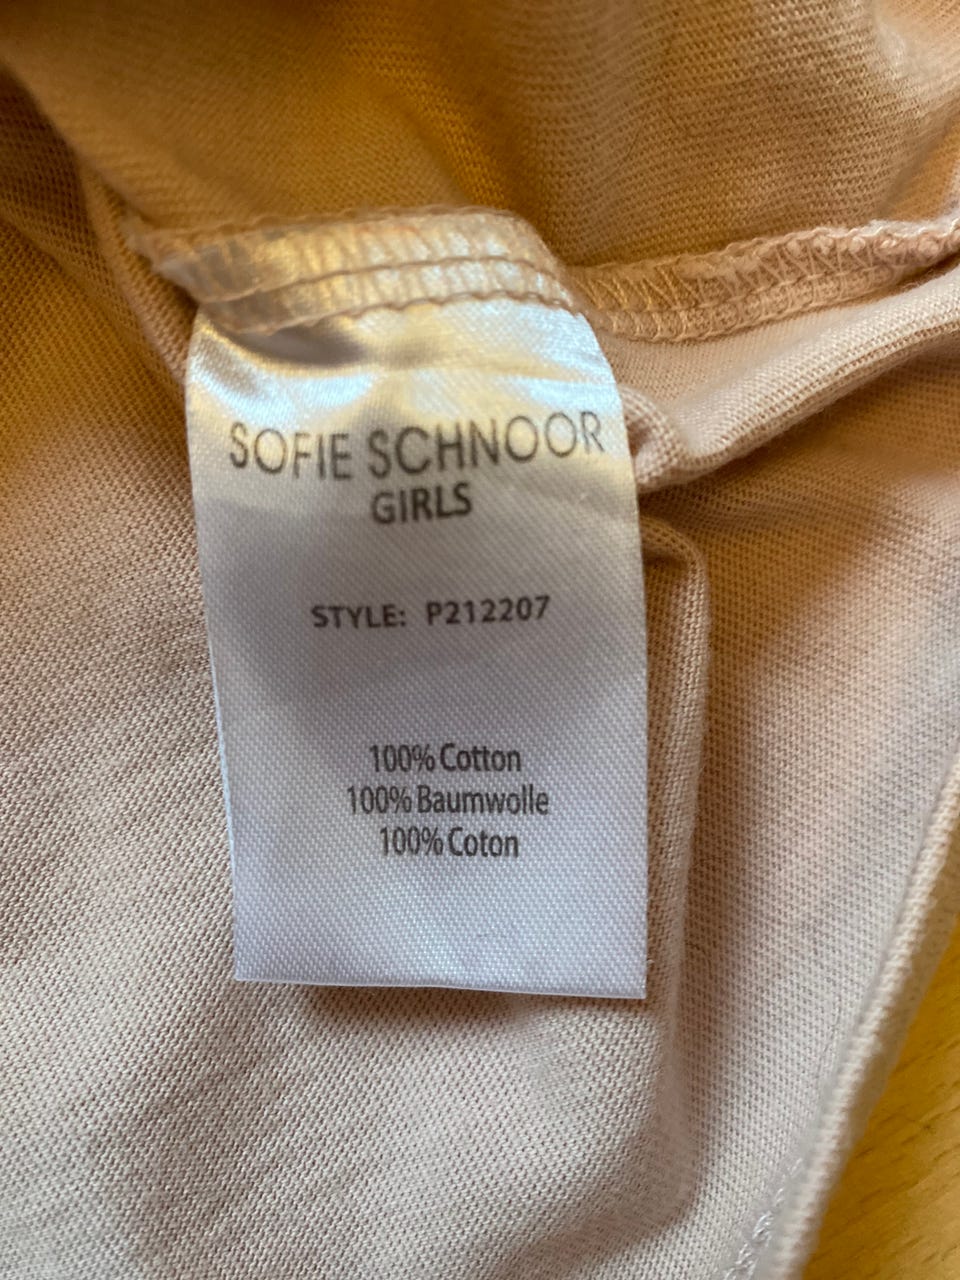 SOFIE SCHNOOR
GIRLS
STYLE: P212207
100% Cotton
100% Baumwolle
100% Coton